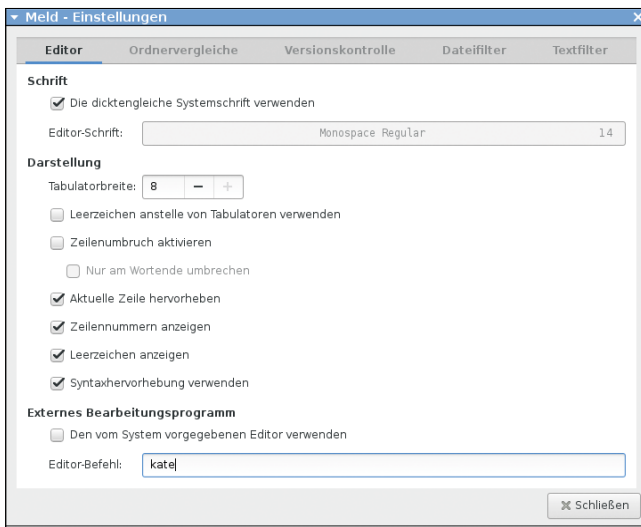 Meld - Einstellungen
Editor Ordnervergleiche Versionskontrolle Dateifilter Textfilter
Schrift
Die dicktengleiche Systemschrift verwenden
Editor-Schrift: Monospace Regular 14
Darstellung
Tabulatorbreite: 8
Leerzeichen anstelle von Tabulatoren verwenden
Zeilenumbruch aktivieren
Nur am Wortende umbrechen
Aktuelle Zeile hervorheben
Zeilennummern anzeigen
Leerzeichen anzeigen
Syntaxhervorhebung verwenden
Externes Bearbeitungsprogramm
Den vom System vorgegebenen Editor verwenden
Editor-Befehl: kate
Schließen